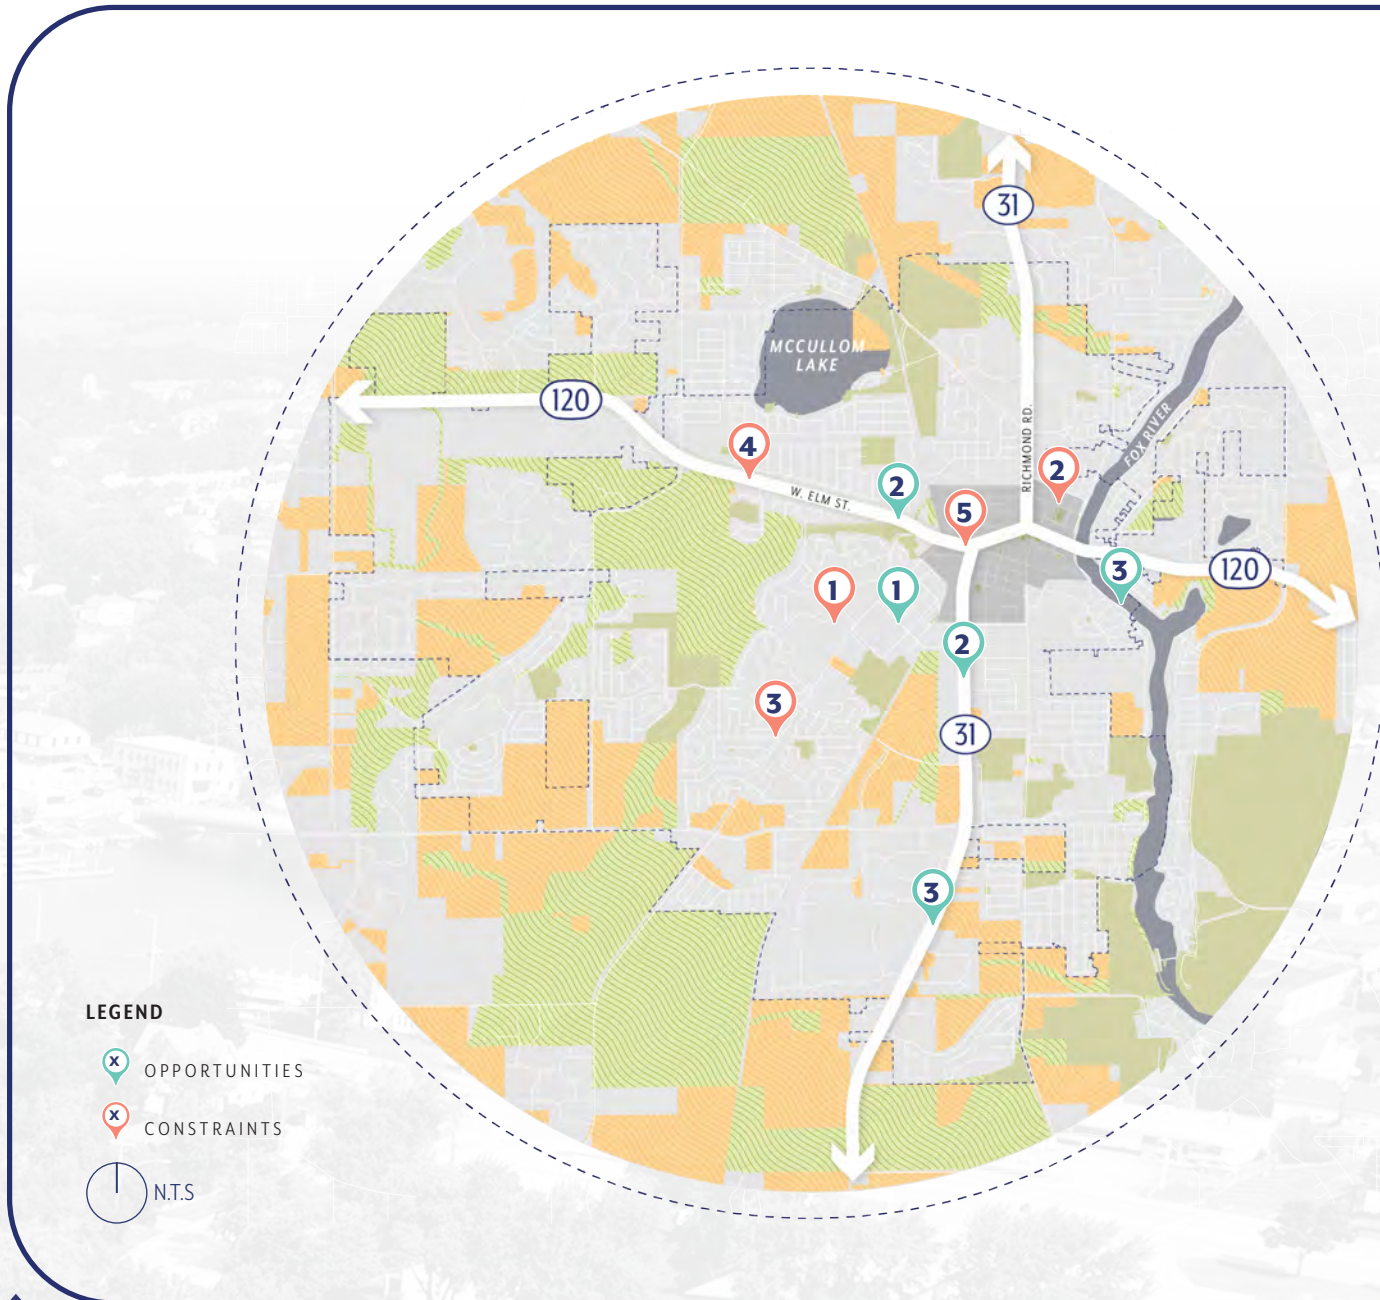 31
MCCULLOM
LAKE
120
RICHMOND RD.
FOX RIVER
4
2
W. ELM ST.
2
5
3
120
1
1
2
3
31
3
LEGEND
X OPPORTUNITIES
X CONSTRAINTS
N.T.S